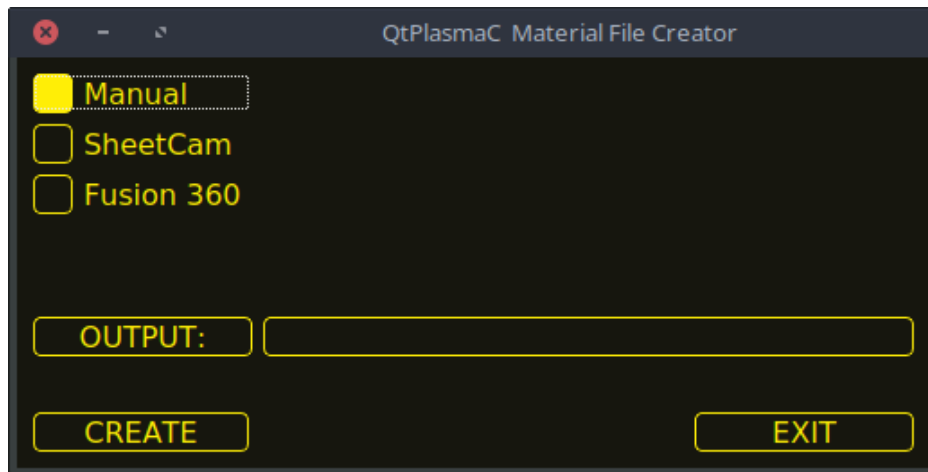 QtPlasmaC Material File Creator
Manual
SheetCam
Fusion 360
OUTPUT:
CREATE
EXIT